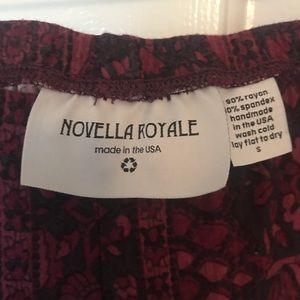 NOVELLA ROYALE
made in the USA
90% rayon
10% spandex
handmade
in the USA
wash cold
lay flat to dry
S